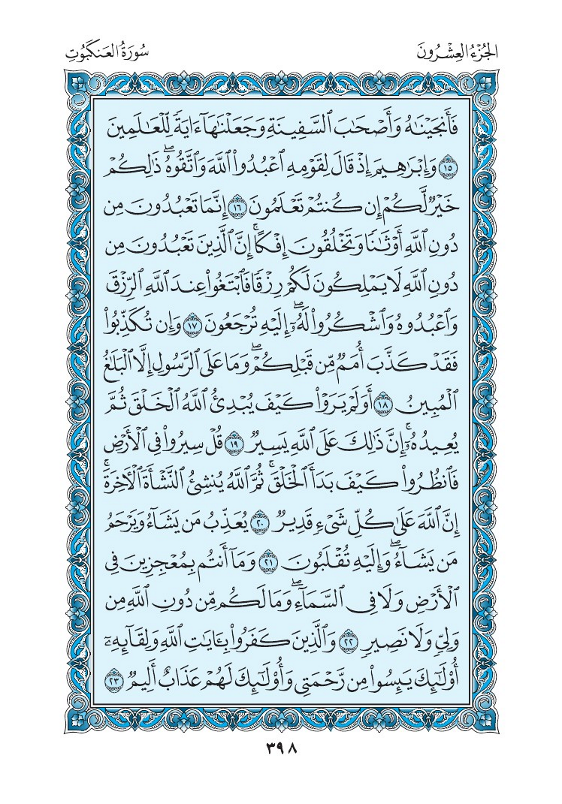 الجُزْءُ العِشْرُونَ
سُورَةُ العَنكَبُوتِ
فَأَنجَيْنَٰهُ وَأَصْحَٰبَ ٱلسَّفِينَةِ وَجَعَلْنَٰهَآ ءَايَةً لِّلْعَٰلَمِينَ
١٥ وَإِبْرَٰهِيمَ إِذْ قَالَ لِقَوْمِهِ ٱعْبُدُوا۟ ٱللَّهَ وَٱتَّقُوهُ ۖ ذَٰلِكُمْ
خَيْرٌ لَّكُمْ إِن كُنتُمْ تَعْلَمُونَ ١٦ إِنَّمَا تَعْبُدُونَ مِن
دُونِ ٱللَّهِ أَوْثَٰنًا وَتَخْلُقُونَ إِفْكًا ۚ إِنَّ ٱلَّذِينَ تَعْبُدُونَ مِن
دُونِ ٱللَّهِ لَا يَمْلِكُونَ لَكُمْ رِزْقًا فَٱبْتَغُوا۟ عِندَ ٱللَّهِ ٱلرِّزْقَ
وَٱعْبُدُوهُ وَٱشْكُرُوا۟ لَهُۥٓ ۖ إِلَيْهِ تُرْجَعُونَ ١٧ وَإِن تُكَذِّبُوا۟
فَقَدْ كَذَّبَ أُمَمٌ مِّن قَبْلِكُمْ ۖ وَمَا عَلَى ٱلرَّسُولِ إِلَّا ٱلْبَلَٰغُ
ٱلْمُبِينُ ١٨ أَوَلَمْ يَرَوْا۟ كَيْفَ يُبْدِئُ ٱللَّهُ ٱلْخَلْقَ ثُمَّ
يُعِيدُهُۥٓ ۚ إِنَّ ذَٰلِكَ عَلَى ٱللَّهِ يَسِيرٌ ١٩ قُلْ سِيرُوا۟ فِى ٱلْأَرْضِ
فَٱنظُرُوا۟ كَيْفَ بَدَأَ ٱلْخَلْقَ ۚ ثُمَّ ٱللَّهُ يُنشِئُ ٱلنَّشْأَةَ ٱلْءَاخِرَةَ ۚ
إِنَّ ٱللَّهَ عَلَىٰ كُلِّ شَىْءٍ قَدِيرٌ ٢٠ يُعَذِّبُ مَن يَشَآءُ وَيَرْحَمُ
مَن يَشَآءُ ۖ وَإِلَيْهِ تُقْلَبُونَ ٢١ وَمَآ أَنتُم بِمُعْجِزِينَ فِى
ٱلْأَرْضِ وَلَا فِى ٱلسَّمَآءِ ۖ وَمَا لَكُم مِّن دُونِ ٱللَّهِ مِن
وَلِىٍّ وَلَا نَصِيرٍ ٢٢ وَٱلَّذِينَ كَفَرُوا۟ بِـَٔايَٰتِ ٱللَّهِ وَلِقَآئِهِۦٓ
أُو۟لَٰٓئِكَ يَئِسُوا۟ مِن رَّحْمَتِى وَأُو۟لَٰٓئِكَ لَهُمْ عَذَابٌ أَلِيمٌ ٢٣
٣٩٨